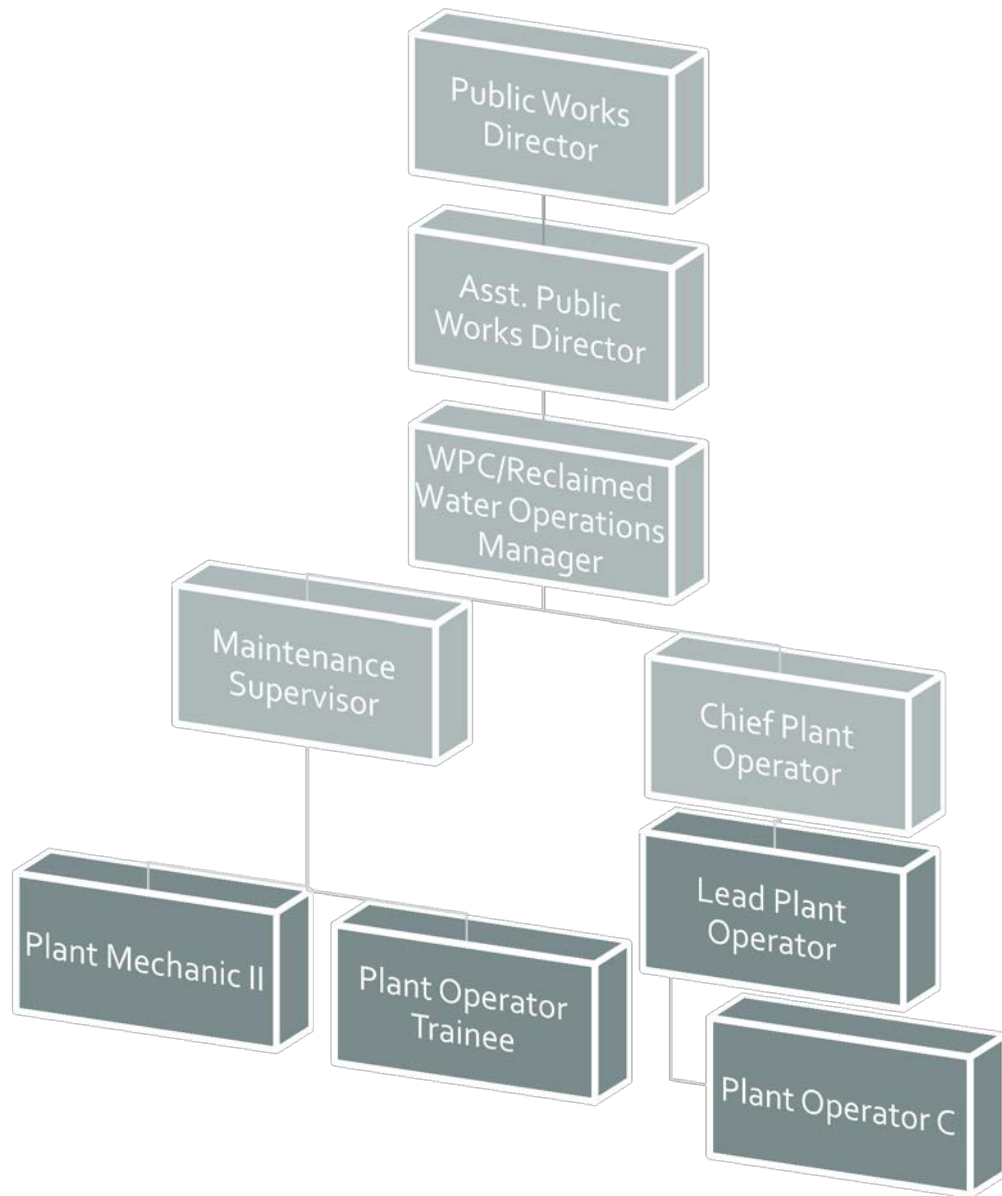 Public Works
Director
Asst. Public
Works Director
WPC/Reclaimed
Water Operations
Manager
Maintenance
Supervisor
Chief Plant
Operator
Lead Plant
Operator
Plant Mechanic II
Plant Operator
Trainee
Plant Operator C